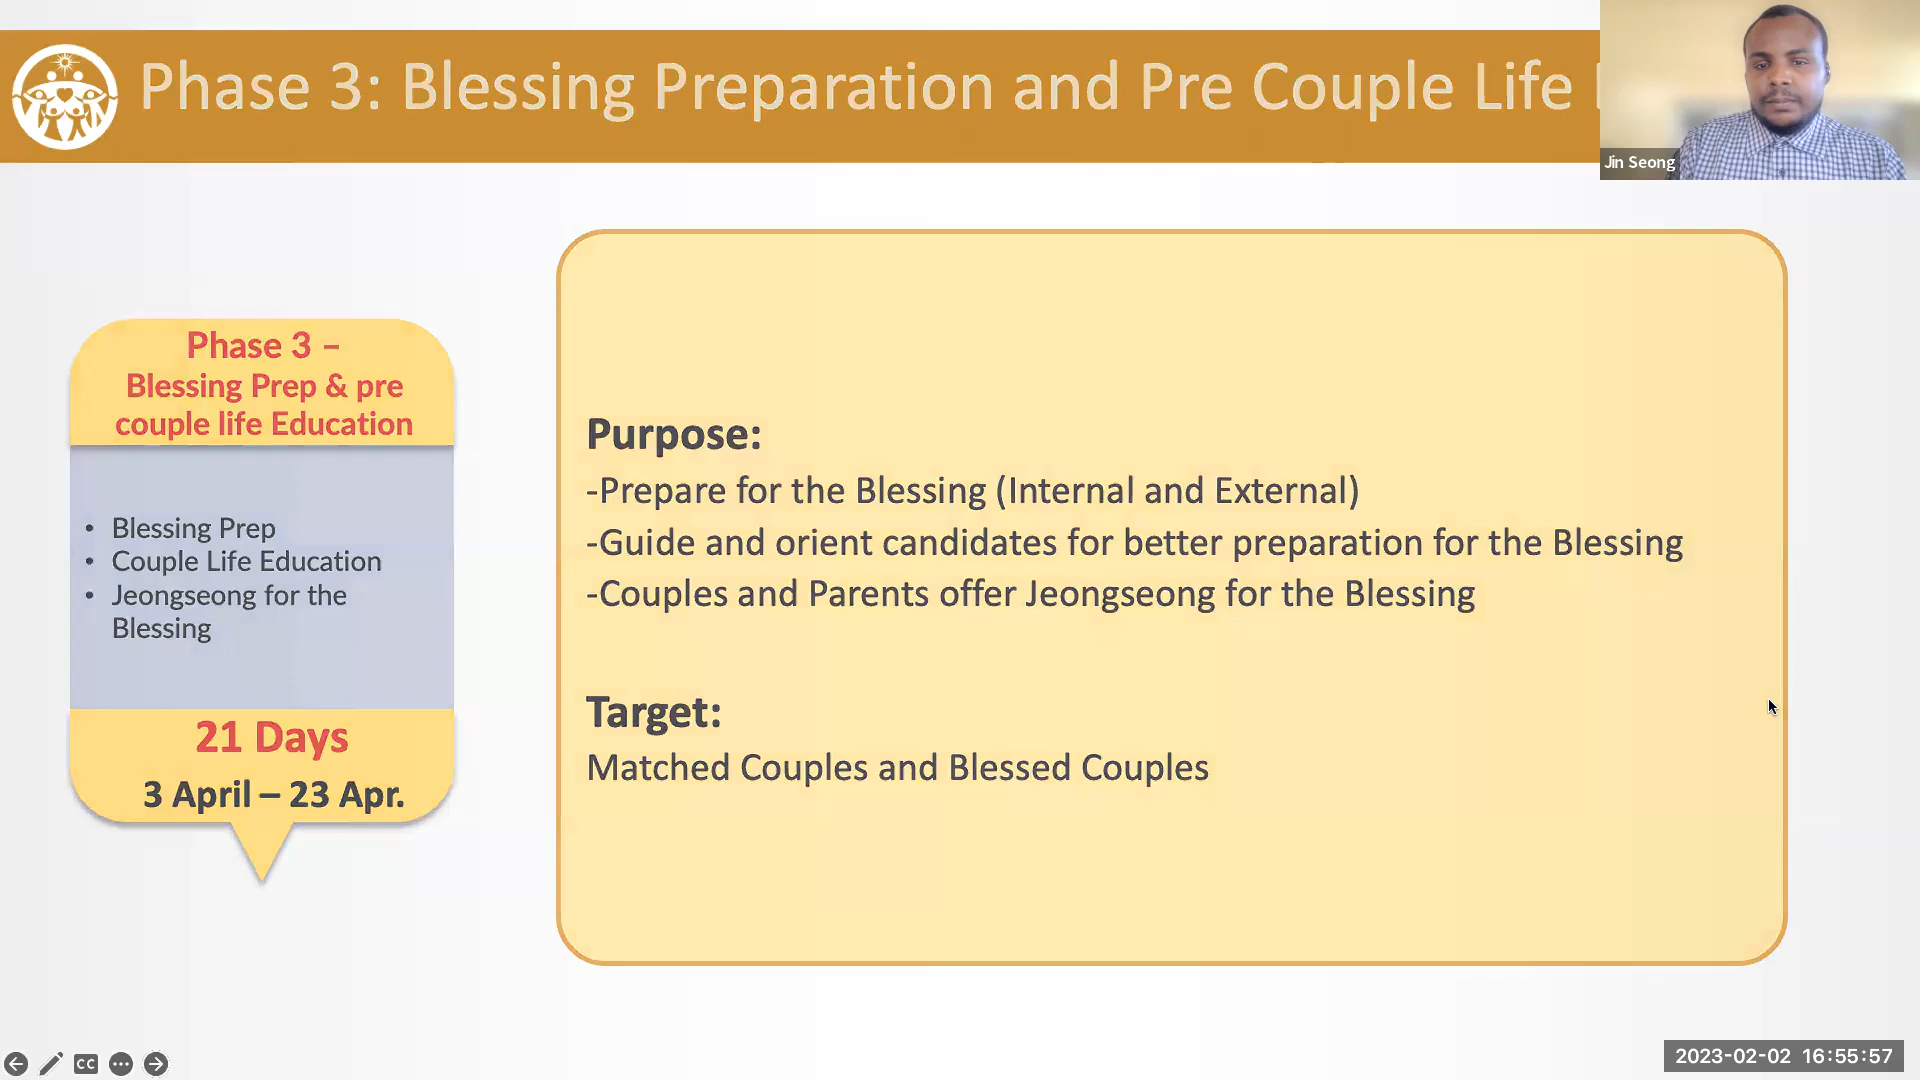 Phase 3: Blessing Preparation and Pre Couple Life
Jin Seong
Phase 3 –
Blessing Prep & pre
couple life Education
• Blessing Prep
• Couple Life Education
• Jeongseong for the
Blessing
21 Days
3 April – 23 Apr.
Purpose:
-Prepare for the Blessing (Internal and External)
-Guide and orient candidates for better preparation for the Blessing
-Couples and Parents offer Jeongseong for the Blessing
Target:
Matched Couples and Blessed Couples
CC
2023-02-02 16:55:57